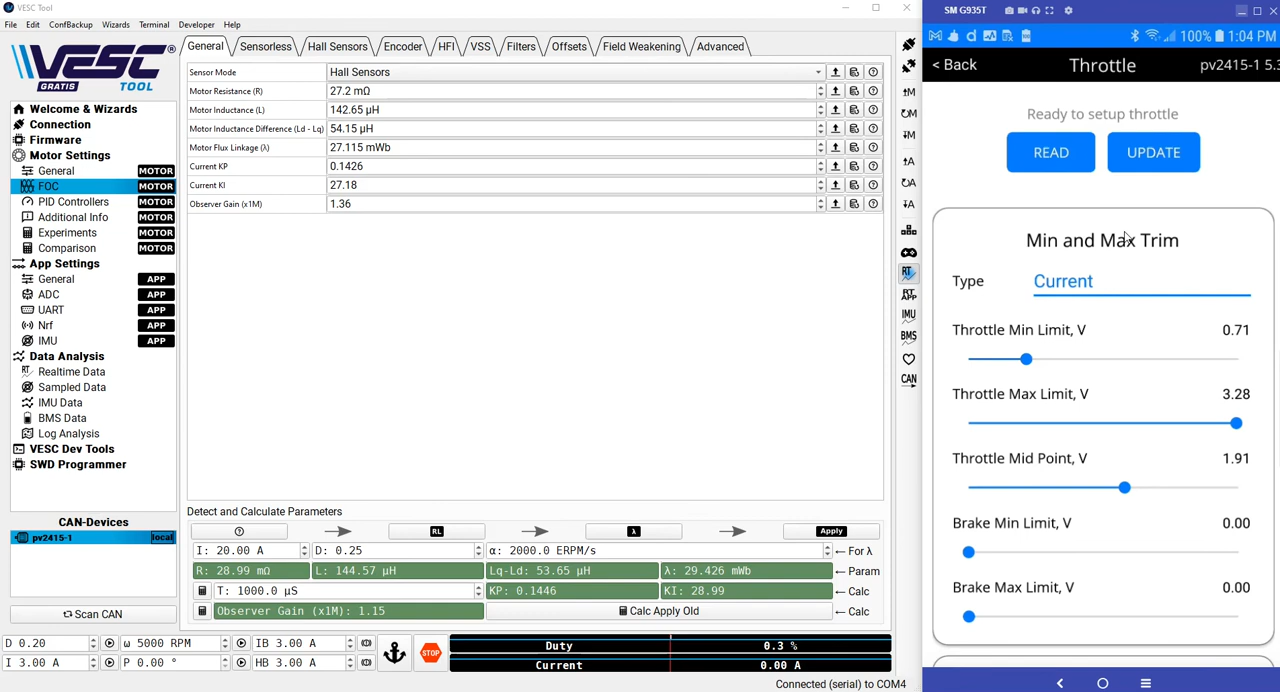 VESC Tool
File Edit ConfBackup Wizards Terminal Developer Help
VESC®
GRATIS TOOL
Welcome & Wizards
Connection
Firmware
Motor Settings
General MOTOR
FOC MOTOR
PID Controllers MOTOR
Additional Info MOTOR
Experiments MOTOR
Comparison MOTOR
App Settings
General APP
ADC APP
UART APP
Nrf APP
IMU APP
Data Analysis
Realtime Data
Sampled Data
IMU Data
BMS Data
Log Analysis
VESC Dev Tools
SWD Programmer
CAN-Devices
pv2415-1 local
Scan CAN
General Sensorless Hall Sensors Encoder HFI VSS Filters Offsets Field Weakening Advanced
Sensor Mode Hall Sensors
Motor Resistance (R) 27.2 mΩ
Motor Inductance (L) 142.65 µH
Motor Inductance Difference (Ld - Lq) 54.15 µH
Motor Flux Linkage (λ) 27.115 mWb
Current KP 0.1426
Current KI 27.18
Observer Gain (x1M) 1.36
Detect and Calculate Parameters
RL λ Apply
I: 20.00 A D: 0.25 α: 2000.0 ERPM/s ← For λ
R: 28.99 mΩ L: 144.57 µH Lq-Ld: 53.65 µH λ: 29.426 mWb ← Param
T: 1000.0 µS KP: 0.1446 KI: 28.99 ← Calc
Observer Gain (x1M): 1.15 Calc Apply Old ← Calc
D 0.20 ω 5000 RPM IB 3.00 A
I 3.00 A P 0.00 ° HB 3.00 A
STOP
Duty 0.3 %
Current 0.00 A
Connected (serial) to COM4
M
M
M
A
A
A
RT
RT
APP
IMU
BMS
CAN
SM G935T
100% 1:04 PM
< Back Throttle pv2415-1 5.3
Ready to setup throttle
READ UPDATE
Min and Max Trim
Type Current
Throttle Min Limit, V 0.71
Throttle Max Limit, V 3.28
Throttle Mid Point, V 1.91
Brake Min Limit, V 0.00
Brake Max Limit, V 0.00